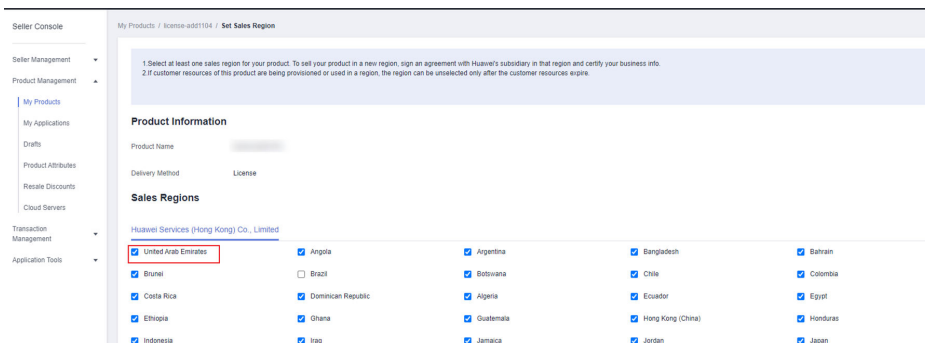 Seller Console
My Products / license-add1104 / Set Sales Region
Seller Management
Product Management
My Products
My Applications
Drafts
Product Attributes
Resale Discounts
Cloud Servers
Transaction
Management
Application Tools
1.Select at least one sales region for your product. To sell your product in a new region, sign an agreement with Huawei's subsidiary in that region and certify your business info.
2.If customer resources of this product are being provisioned or used in a region, the region can be unselected only after the customer resources expire.
Product Information
Product Name
Delivery Method License
Sales Regions
Huawei Services (Hong Kong) Co., Limited
United Arab Emirates Angola Argentina Bangladesh Bahrain
Brunei Brazil Botswana Chile Colombia
Costa Rica Dominican Republic Algeria Ecuador Egypt
Ethiopia Ghana Guatemala Hong Kong (China) Honduras
Indonesia Iraq Jamaica Jordan Japan